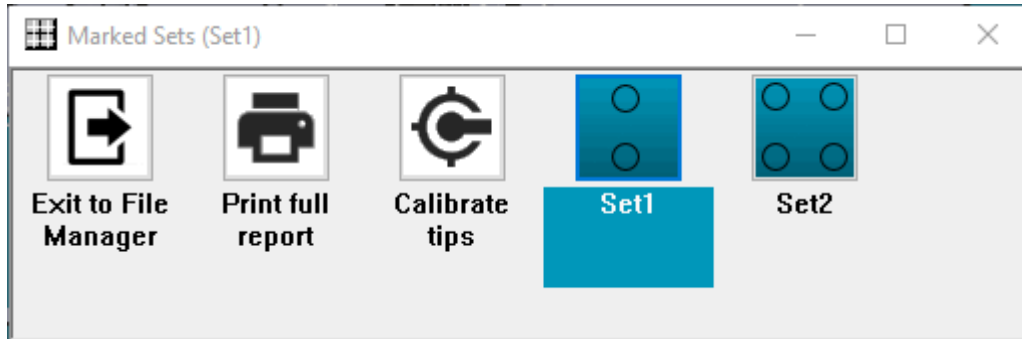 Marked Sets (Set1)
Exit to File
Manager
Print full
report
Calibrate
tips
Set1
Set2